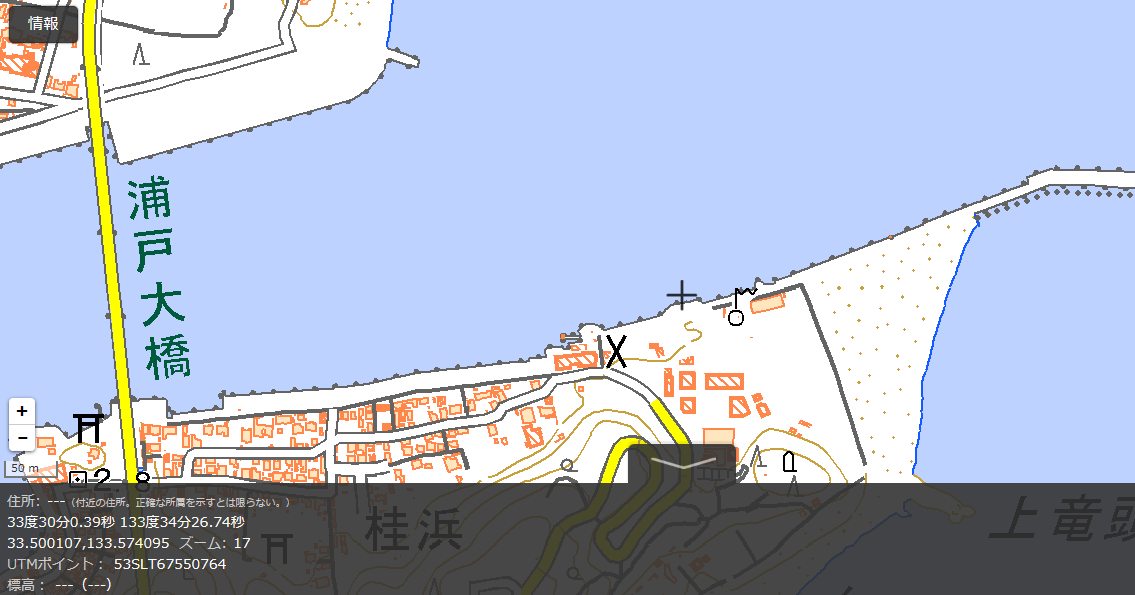 情報
浦戸大橋
+
−
50 m
2.8
住所: --- (付近の住所。正確な所属を示すとは限らない。)
33度30分0.39秒 133度34分26.74秒
33.500107,133.574095 ズーム: 17
UTMポイント: 53SLT67550764
標高: --- (---)
桂浜
上竜頭